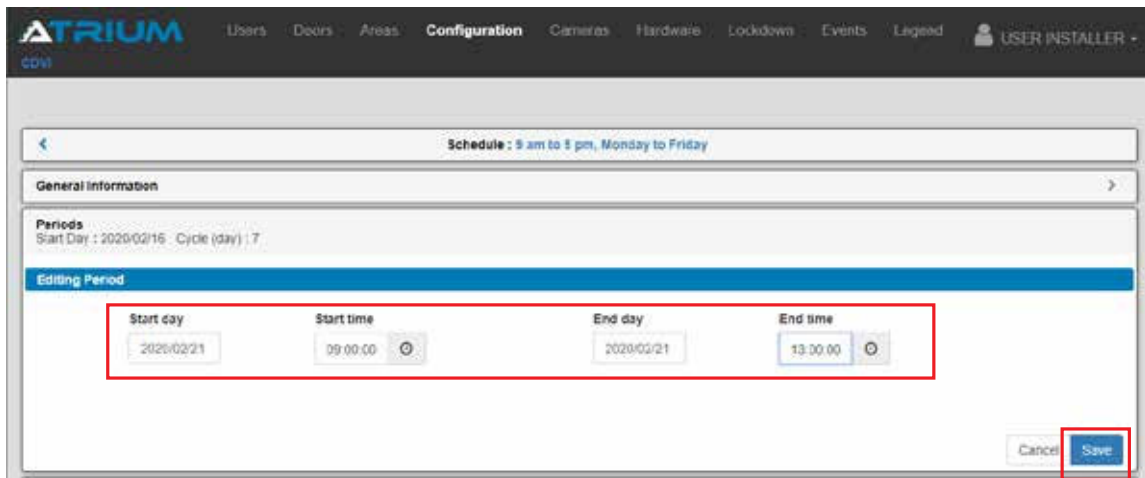 ATRIUM
CDVI
Users Doors Areas Configuration Cameras Hardware Lockdown Events Legend USER INSTALLER
Schedule : 9 am to 5 pm, Monday to Friday
General Information
Periods
Start Day : 2020/02/16 Cycle (day) : 7
Editing Period
Start day Start time End day End time
2020/02/21 09:00:00 2020/02/21 13:00:00
Cancel Save